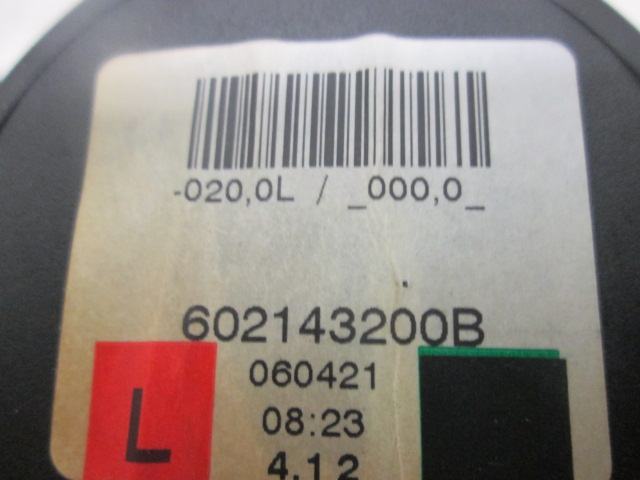 -020,0L / _000,0_
602143200B
060421
L
08:23
4.12